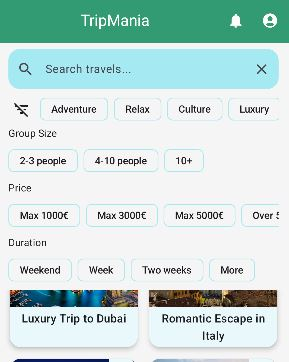 TripMania
Search travels...
Adventure Relax Culture Luxury
Group Size
2-3 people 4-10 people 10+
Price
Max 1000€ Max 3000€ Max 5000€ Over 5
Duration
Weekend Week Two weeks More
Luxury Trip to Dubai
Romantic Escape in
Italy